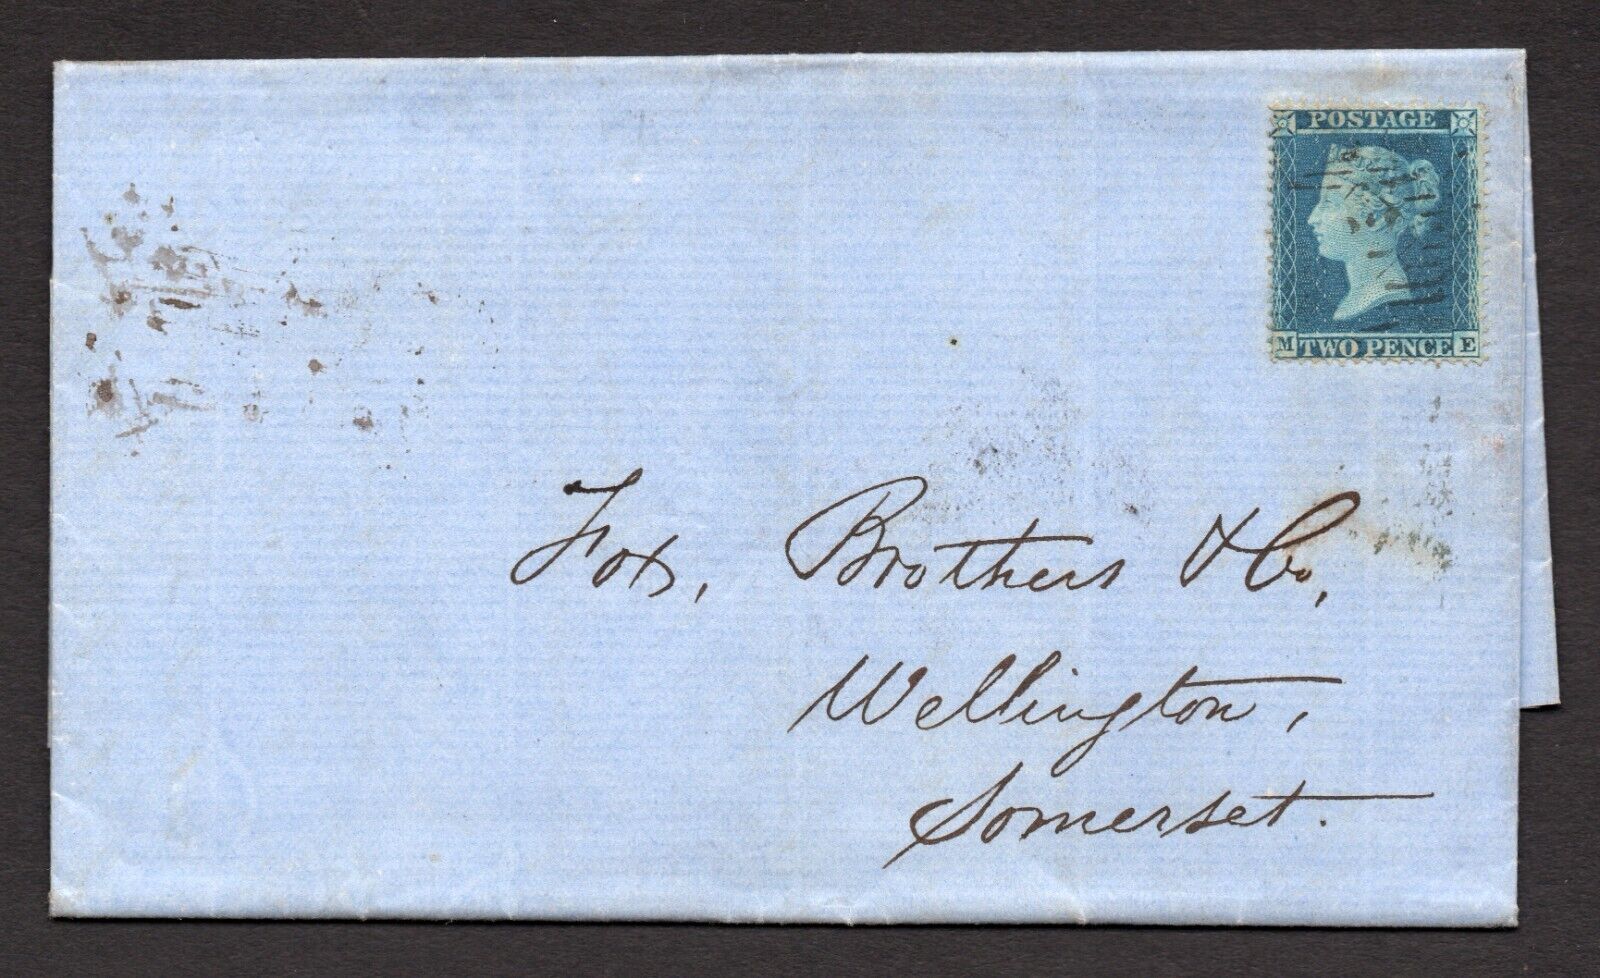 POSTAGE
M TWO PENCE E
Fox, Brothers & Co,
Wellington,
Somerset.